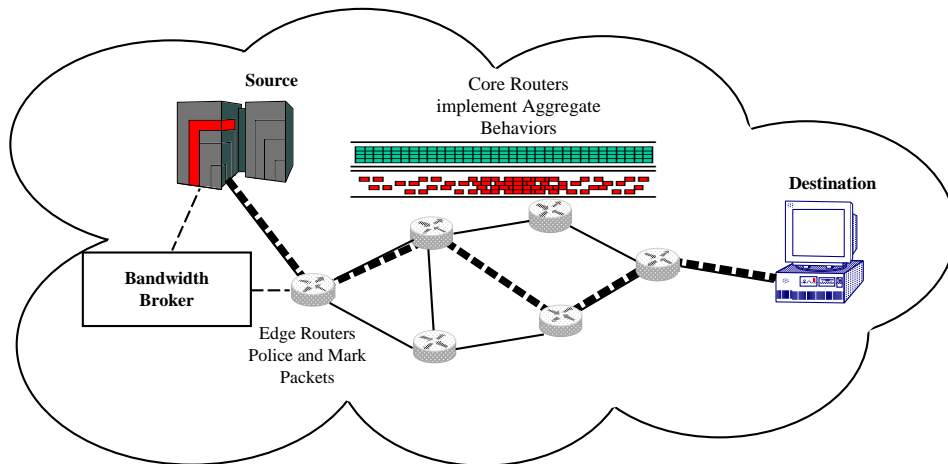 Source
Core Routers
implement Aggregate
Behaviors
Destination
Bandwidth
Broker
Edge Routers
Police and Mark
Packets